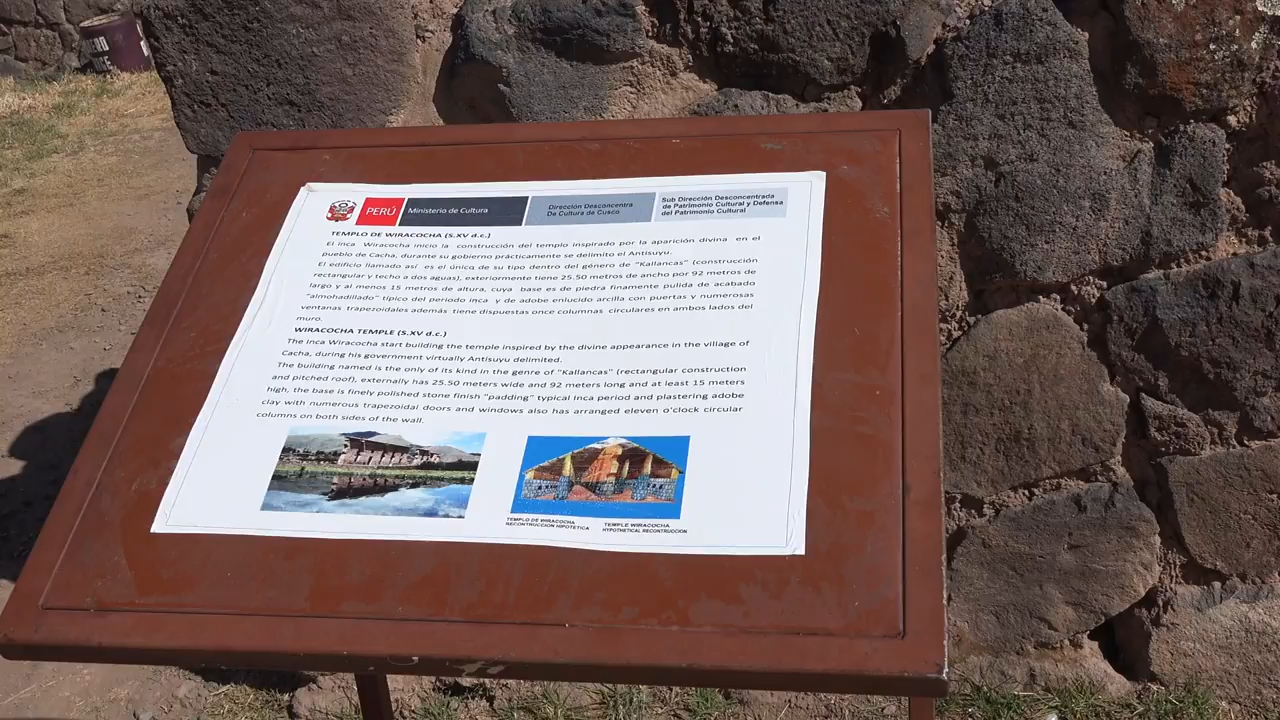 PERÚ
Ministerio de Cultura
Dirección Desconcentra
De Cultura de Cusco
Sub Dirección Desconcentrada
de Patrimonio Cultural y Defensa
del Patrimonio Cultural
TEMPLO DE WIRACOCHA (S.XV d.c.)
El inca Wiracocha inicio la construcción del templo inspirado por la aparición divina en el
pueblo de Cacha, durante su gobierno prácticamente se delimito el Antisuyu.
El edificio llamado así es el único de su tipo dentro del género de "Kallancas" (construcción
rectangular y techo a dos aguas), exteriormente tiene 25.50 metros de ancho por 92 metros de
largo y al menos 15 metros de altura, cuya base es de piedra finamente pulida de acabado
"almohadillado" típico del periodo inca y de adobe enlucido arcilla con puertas y numerosas
ventanas trapezoidales además tiene dispuestas once columnas circulares en ambos lados del
muro.
WIRACOCHA TEMPLE (S.XV d.c.)
The inca Wiracocha start building the temple inspired by the divine appearance in the village of
Cacha, during his government virtually Antisuyu delimited.
The building named is the only of its kind in the genre of "Kallancas" (rectangular construction
and pitched roof), externally has 25.50 meters wide and 92 meters long and at least 15 meters
high, the base is finely polished stone finish "padding" typical inca period and plastering adobe
clay with numerous trapezoidal doors and windows also has arranged eleven o'clock circular
columns on both sides of the wall.
TEMPLO DE WIRACOCHA
RECONSTRUCCION HIPOTETICA
TEMPLE WIRACOCHA
HYPOTHETICAL RECONSTRUCTION